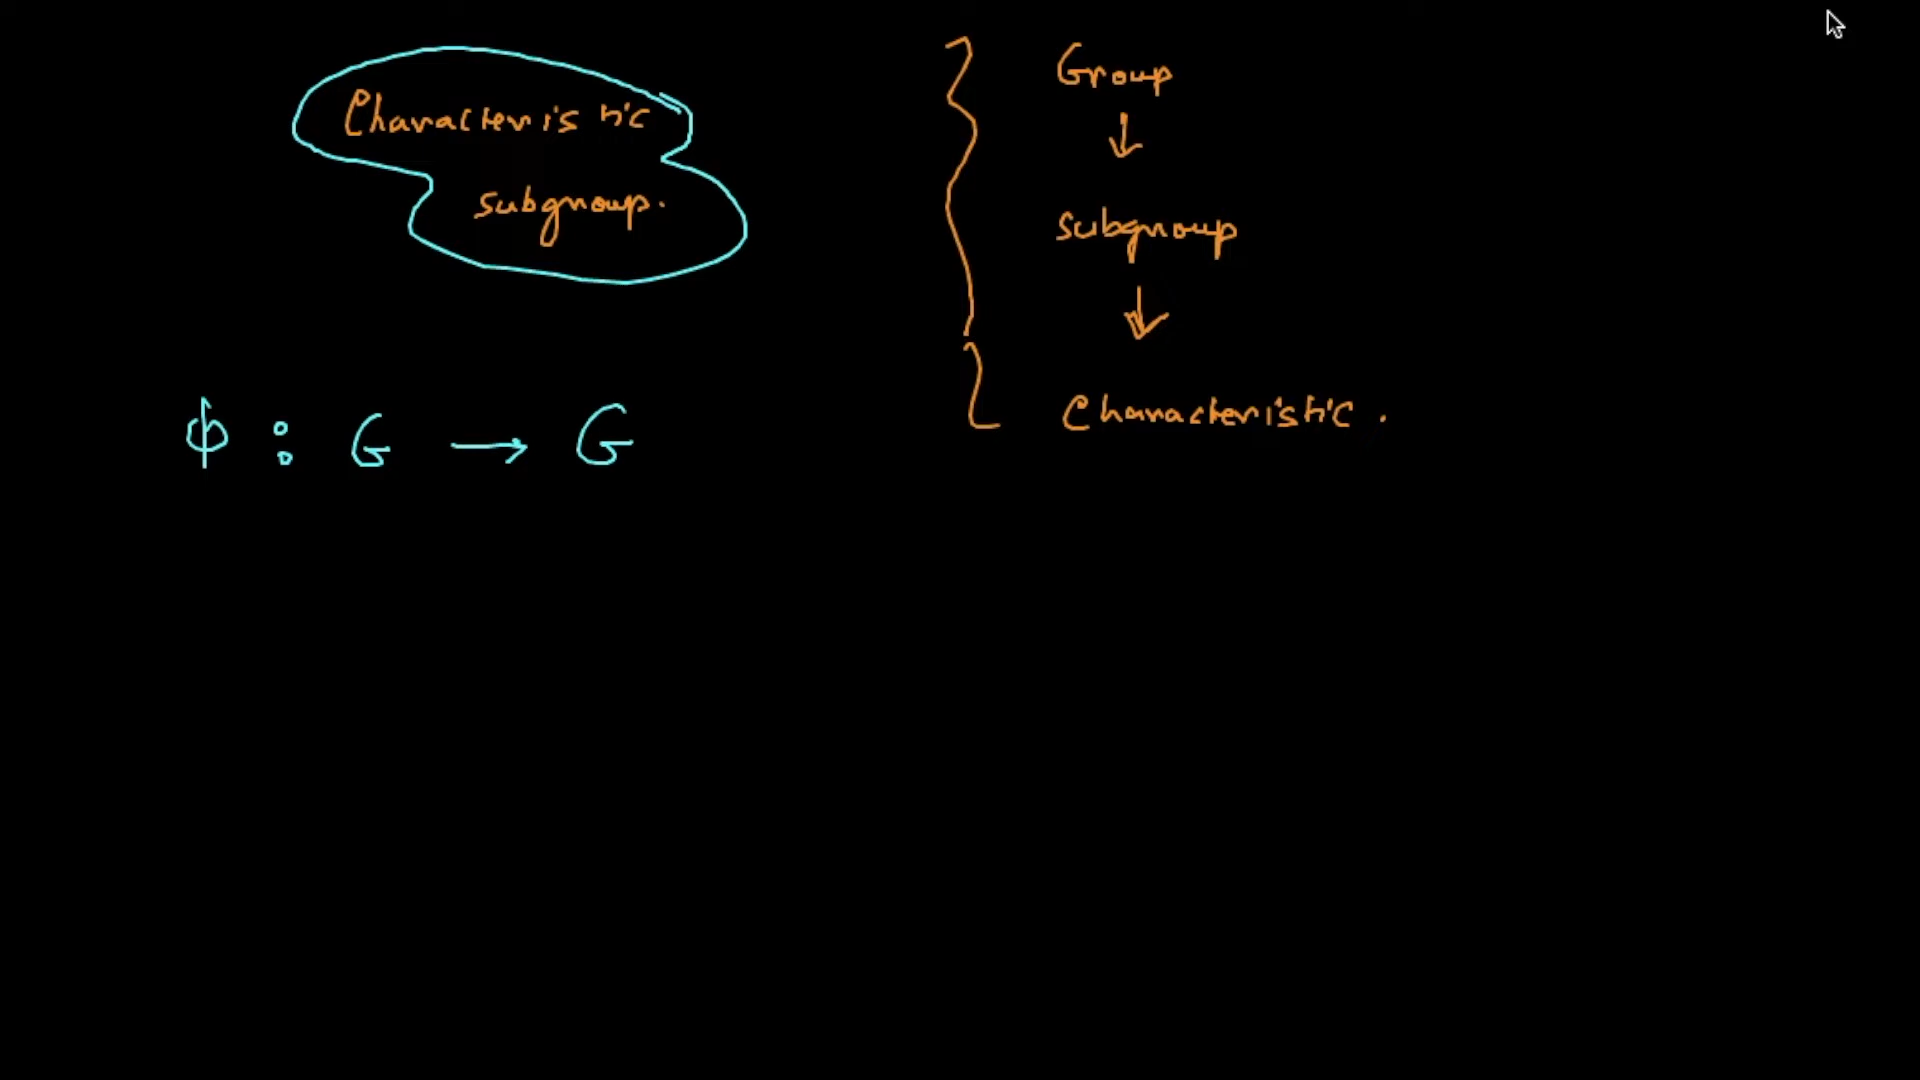 Characteristic
subgroup.
Group
↓
subgroup
↓
Characteristic.
ϕ : G → G